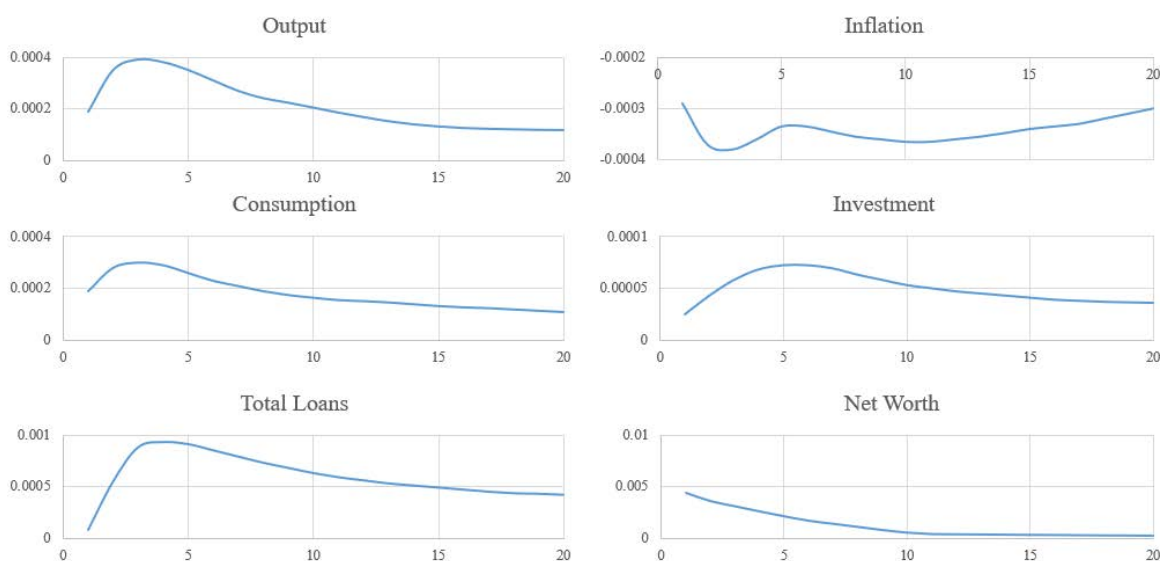 Output
0.0004
0.0002
0
0 5 10 15 20
Inflation
-0.0002
0 5 10 15 20
-0.0003
-0.0004
Consumption
0.0004
0.0002
0
0 5 10 15 20
Investment
0.0001
0.00005
0
0 5 10 15 20
Total Loans
0.001
0.0005
0
0 5 10 15 20
Net Worth
0.01
0.005
0
0 5 10 15 20